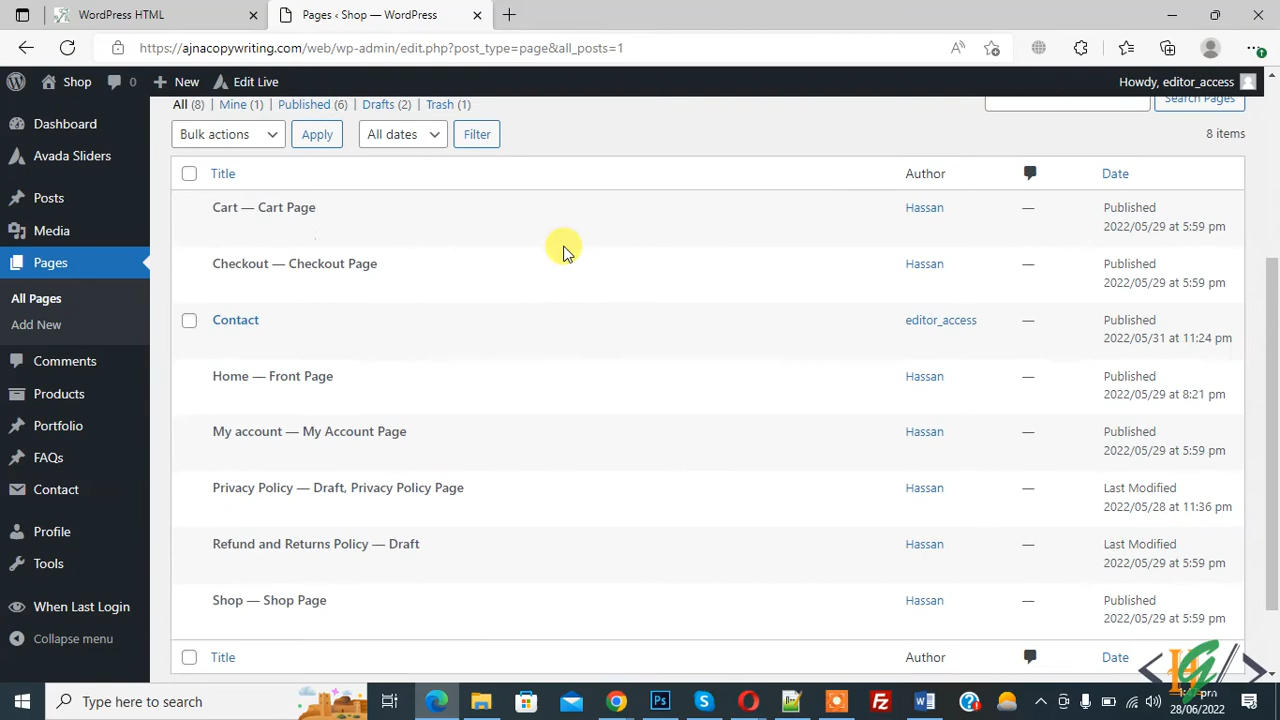 WordPress HTML
Pages ‹ Shop — WordPress
https://ajnacopywriting.com/web/wp-admin/edit.php?post_type=page&all_posts=1
Shop
0
New
Edit Live
Howdy, editor_access
Dashboard
Avada Sliders
Posts
Media
Pages
All Pages
Add New
Comments
Products
Portfolio
FAQs
Contact
Profile
Tools
When Last Login
Collapse menu
All (8) | Mine (1) | Published (6) | Drafts (2) | Trash (1)
Search Pages
Bulk actions
Apply
All dates
Filter
8 items
Title Author Date
Cart — Cart Page Hassan — Published
2022/05/29 at 5:59 pm
Checkout — Checkout Page Hassan — Published
2022/05/29 at 5:59 pm
Contact editor_access — Published
2022/05/31 at 11:24 pm
Home — Front Page Hassan — Published
2022/05/29 at 8:21 pm
My account — My Account Page Hassan — Published
2022/05/29 at 5:59 pm
Privacy Policy — Draft, Privacy Policy Page Hassan — Last Modified
2022/05/28 at 11:36 pm
Refund and Returns Policy — Draft Hassan — Last Modified
2022/05/29 at 5:59 pm
Shop — Shop Page Hassan — Published
2022/05/29 at 5:59 pm
Title Author Date
Type here to search
28/06/2022